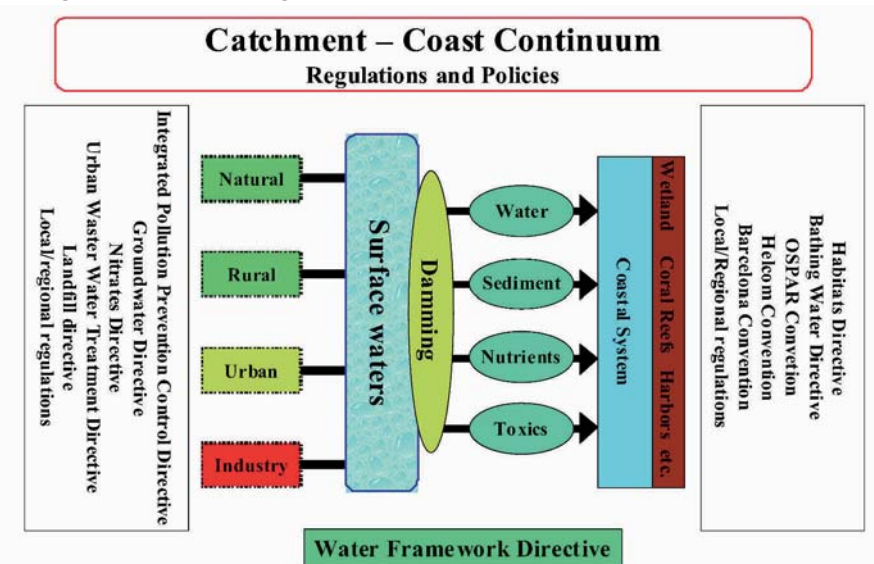 Catchment – Coast Continuum
Regulations and Policies
Integrated Pollution Prevention Control Directive
Groundwater Directive
Nitrates Directive
Urban Waster Water Treatment Directive
Landfill directive
Local/regional regulations
Natural
Rural
Urban
Industry
Surface waters
Damming
Water
Sediment
Nutrients
Toxics
Coastal System
Wetland Coral Reefs Harbors etc.
Habitats Directive
Bathing Water Directive
OSPAR Convetion
Helcom Convention
Barcelona Convention
Local/Regional regulations
Water Framework Directive